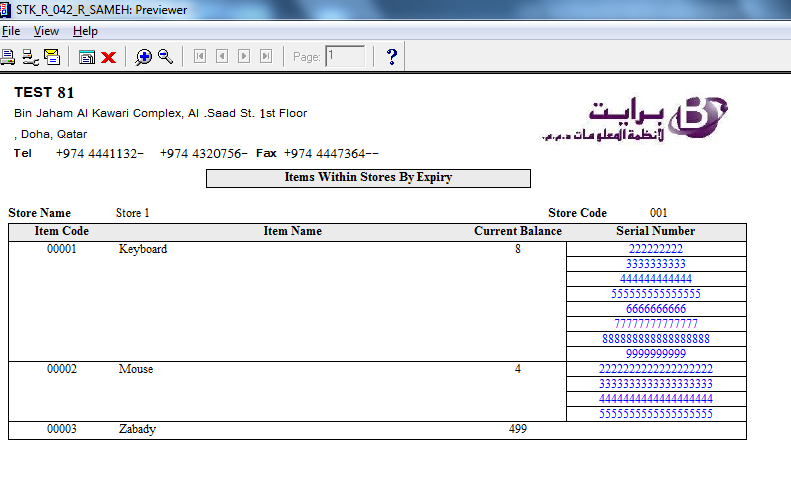 STK_R_042_R_SAMEH: Previewer
File View Help
Page: 1
?
TEST 81
Bin Jaham Al Kawari Complex, Al .Saad St. 1st Floor
, Doha, Qatar
Tel +974 4441132- +974 4320756- Fax +974 4447364--
برايت
لأنظمة المعلومات ذ.م.م.
B
Items Within Stores By Expiry
Store Name Store 1 Store Code 001
Item Code Item Name Current Balance Serial Number
00001 Keyboard 8 222222222
3333333333
444444444444
555555555555555
6666666666
77777777777777
888888888888888888
9999999999
00002 Mouse 4 2222222222222222222
3333333333333333333
4444444444444444444
5555555555555555555
00003 Zabady 499